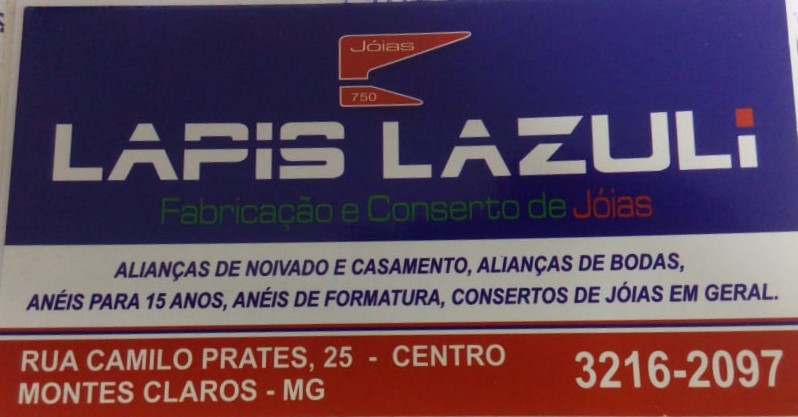 Jóias
750
LAPIS LAZULi
Fabricação e Conserto de Jóias
ALIANÇAS DE NOIVADO E CASAMENTO, ALIANÇAS DE BODAS,
ANÉIS PARA 15 ANOS, ANÉIS DE FORMATURA, CONSERTOS DE JÓIAS EM GERAL.
RUA CAMILO PRATES, 25 - CENTRO
MONTES CLAROS - MG
3216-2097